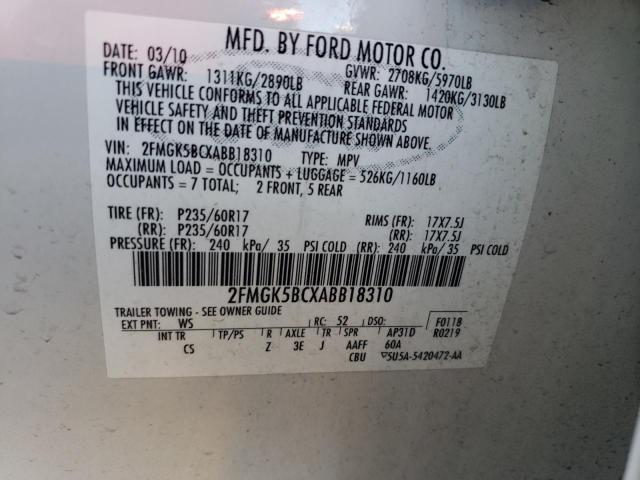 MFD. BY FORD MOTOR CO.
DATE: 03/10 GVWR: 2708KG/5970LB
FRONT GAWR: 1311KG/2890LB REAR GAWR: 1420KG/3130LB
THIS VEHICLE CONFORMS TO ALL APPLICABLE FEDERAL MOTOR
VEHICLE SAFETY AND THEFT PREVENTION STANDARDS
IN EFFECT ON THE DATE OF MANUFACTURE SHOWN ABOVE.
VIN: 2FMGK5BCXABB18310 TYPE: MPV
MAXIMUM LOAD = OCCUPANTS + LUGGAGE = 526KG/1160LB
OCCUPANTS = 7 TOTAL; 2 FRONT, 5 REAR
TIRE (FR): P235/60R17 RIMS (FR): 17X7.5J
(RR): P235/60R17 (RR): 17X7.5J
PRESSURE (FR): 240 kPa/ 35 PSI COLD (RR): 240 kPa/ 35 PSI COLD
2FMGK5BCXABB18310
TRAILER TOWING - SEE OWNER GUIDE
EXT PNT: WS RC: 52 DSO: F0118
INT TR TP/PS R AXLE TR SPR AP31D R0219
CS Z 3E J AAFF 60A
CBU 5U5A-5420472-AA